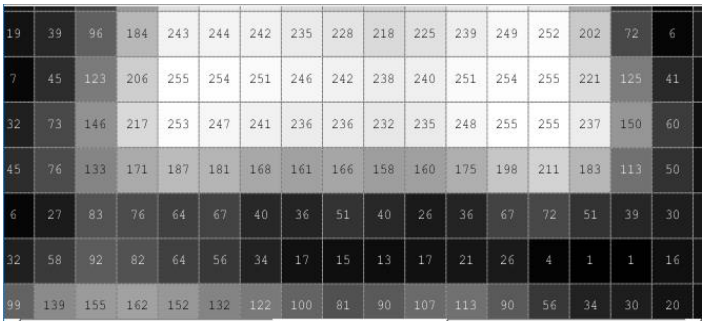 19 39 96 184 243 244 242 235 228 218 225 239 249 252 202 72 6
7 45 123 206 255 254 251 246 242 238 240 251 254 255 221 125 41
32 73 146 217 253 247 241 236 236 232 235 248 255 255 237 150 60
45 76 133 171 187 181 168 161 166 158 160 175 198 211 183 113 50
6 27 83 76 64 67 40 36 51 40 26 36 67 72 51 39 30
32 58 92 82 64 56 34 17 15 13 17 21 26 4 1 1 16
99 139 155 162 152 132 122 100 81 90 107 113 90 56 34 30 20